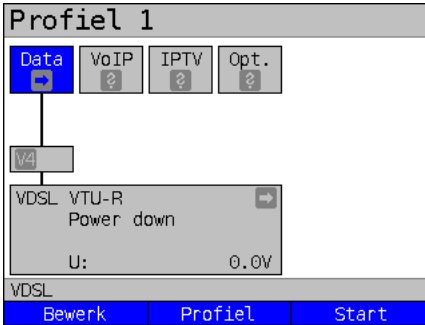 Profiel 1
Data VoIP IPTV Opt.
? ? ?
V4
VDSL VTU-R
Power down
U: 0.0V
VDSL
Bewerk Profiel Start